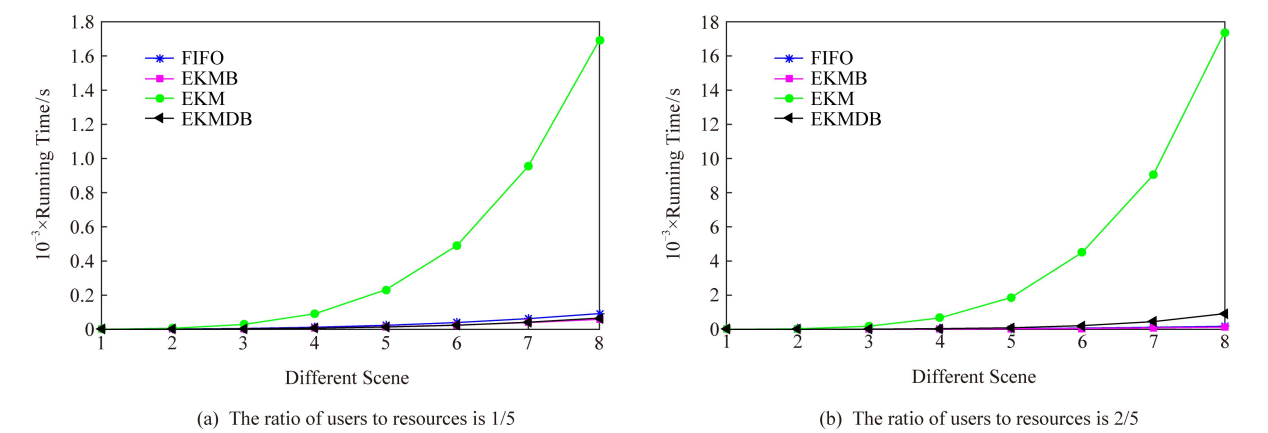 1.8
1.6
1.4
1.2
1.0
0.8
0.6
0.4
0.2
0
10⁻³×Running Time/s
FIFO
EKMB
EKM
EKMDB
1 2 3 4 5 6 7 8
Different Scene
(a) The ratio of users to resources is 1/5
18
16
14
12
10
8
6
4
2
0
10⁻³×Running Time/s
FIFO
EKMB
EKM
EKMDB
1 2 3 4 5 6 7 8
Different Scene
(b) The ratio of users to resources is 2/5